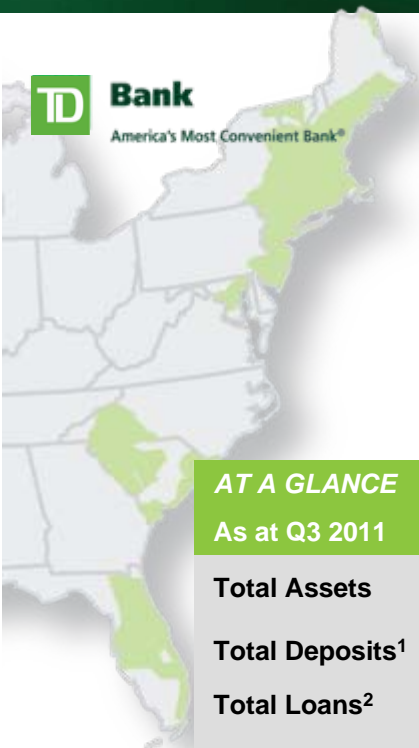 TD Bank
America's Most Convenient Bank®
AT A GLANCE
As at Q3 2011
Total Assets
Total Deposits¹
Total Loans²